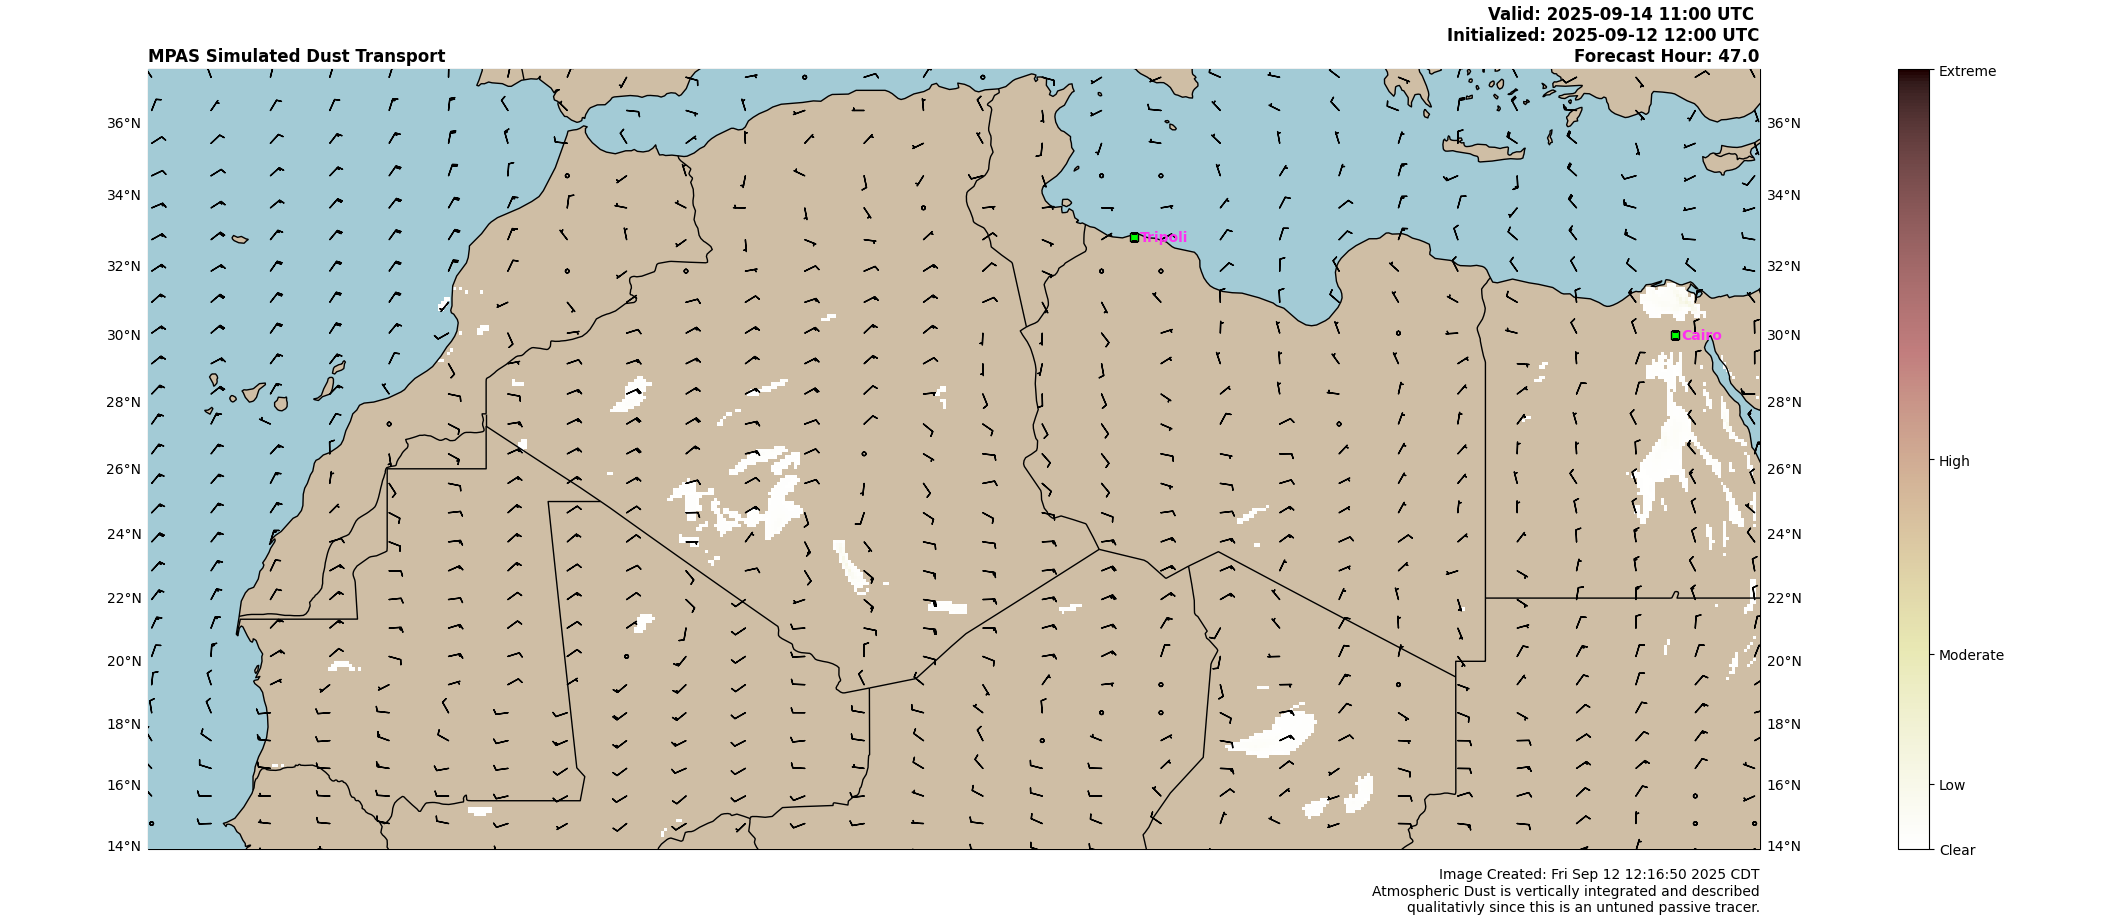 Valid: 2025-09-14 11:00 UTC
Initialized: 2025-09-12 12:00 UTC
MPAS Simulated Dust Transport
Forecast Hour: 47.0
Extreme
36°N
36°N
34°N
34°N
Tripoli
32°N
32°N
30°N
Cairo
30°N
28°N
28°N
26°N
26°N
High
24°N
24°N
22°N
22°N
20°N
20°N
Moderate
18°N
18°N
16°N
16°N
Low
14°N
14°N
Clear
Image Created: Fri Sep 12 12:16:50 2025 CDT
Atmospheric Dust is vertically integrated and described
qualitativly since this is an untuned passive tracer.